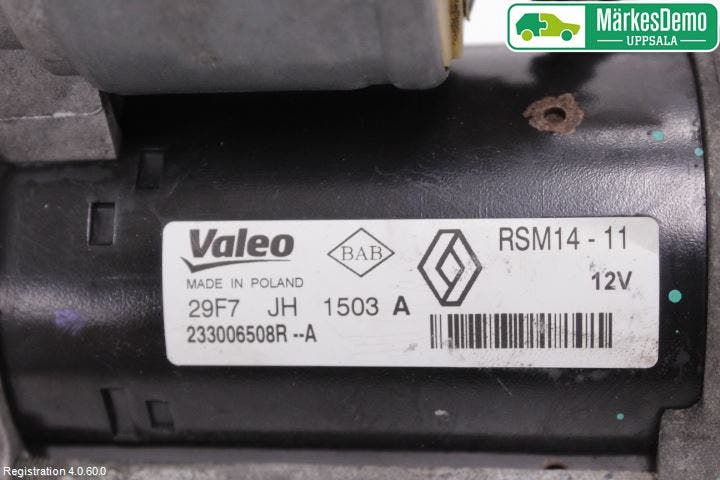 MärkesDemo
UPPSALA
Valeo
MADE IN POLAND
BAB
RSM14 - 11
12V
29F7 JH 1503 A
233006508R --A
Registration 4.0.60.0